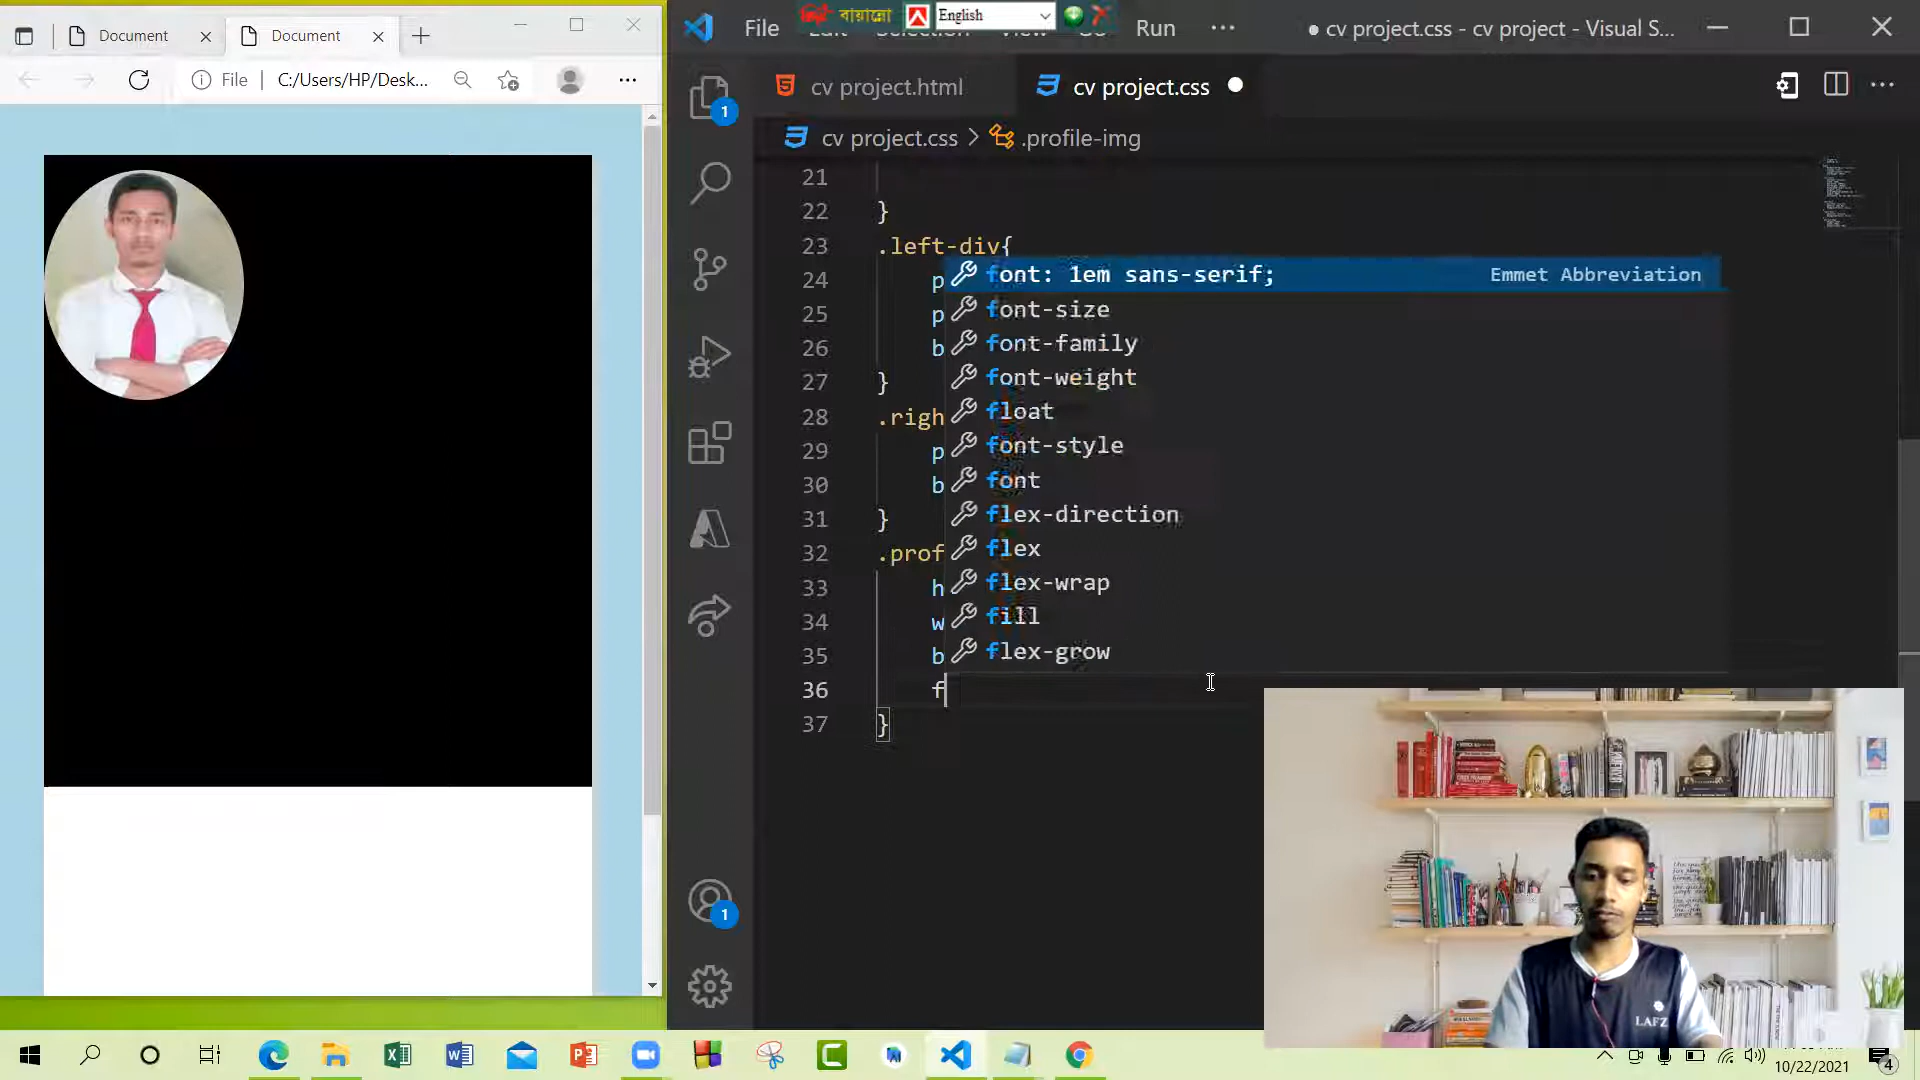 Document
Document
File
C:/Users/HP/Desk...
বায়ান্নো
English
File
Run
cv project.css - cv project - Visual S...
cv project.html
cv project.css
cv project.css > .profile-img
1
21
22 }
23 .left-div{
24 p
25 p
26 b
27 }
28 .righ
29 p
30 b
31 }
32 .prof
33 h
34 w
35 b
36 f
37 }
font: 1em sans-serif;
Emmet Abbreviation
font-size
font-family
font-weight
float
font-style
font
flex-direction
flex
flex-wrap
fill
flex-grow
1
LAFZ
10/22/2021
4